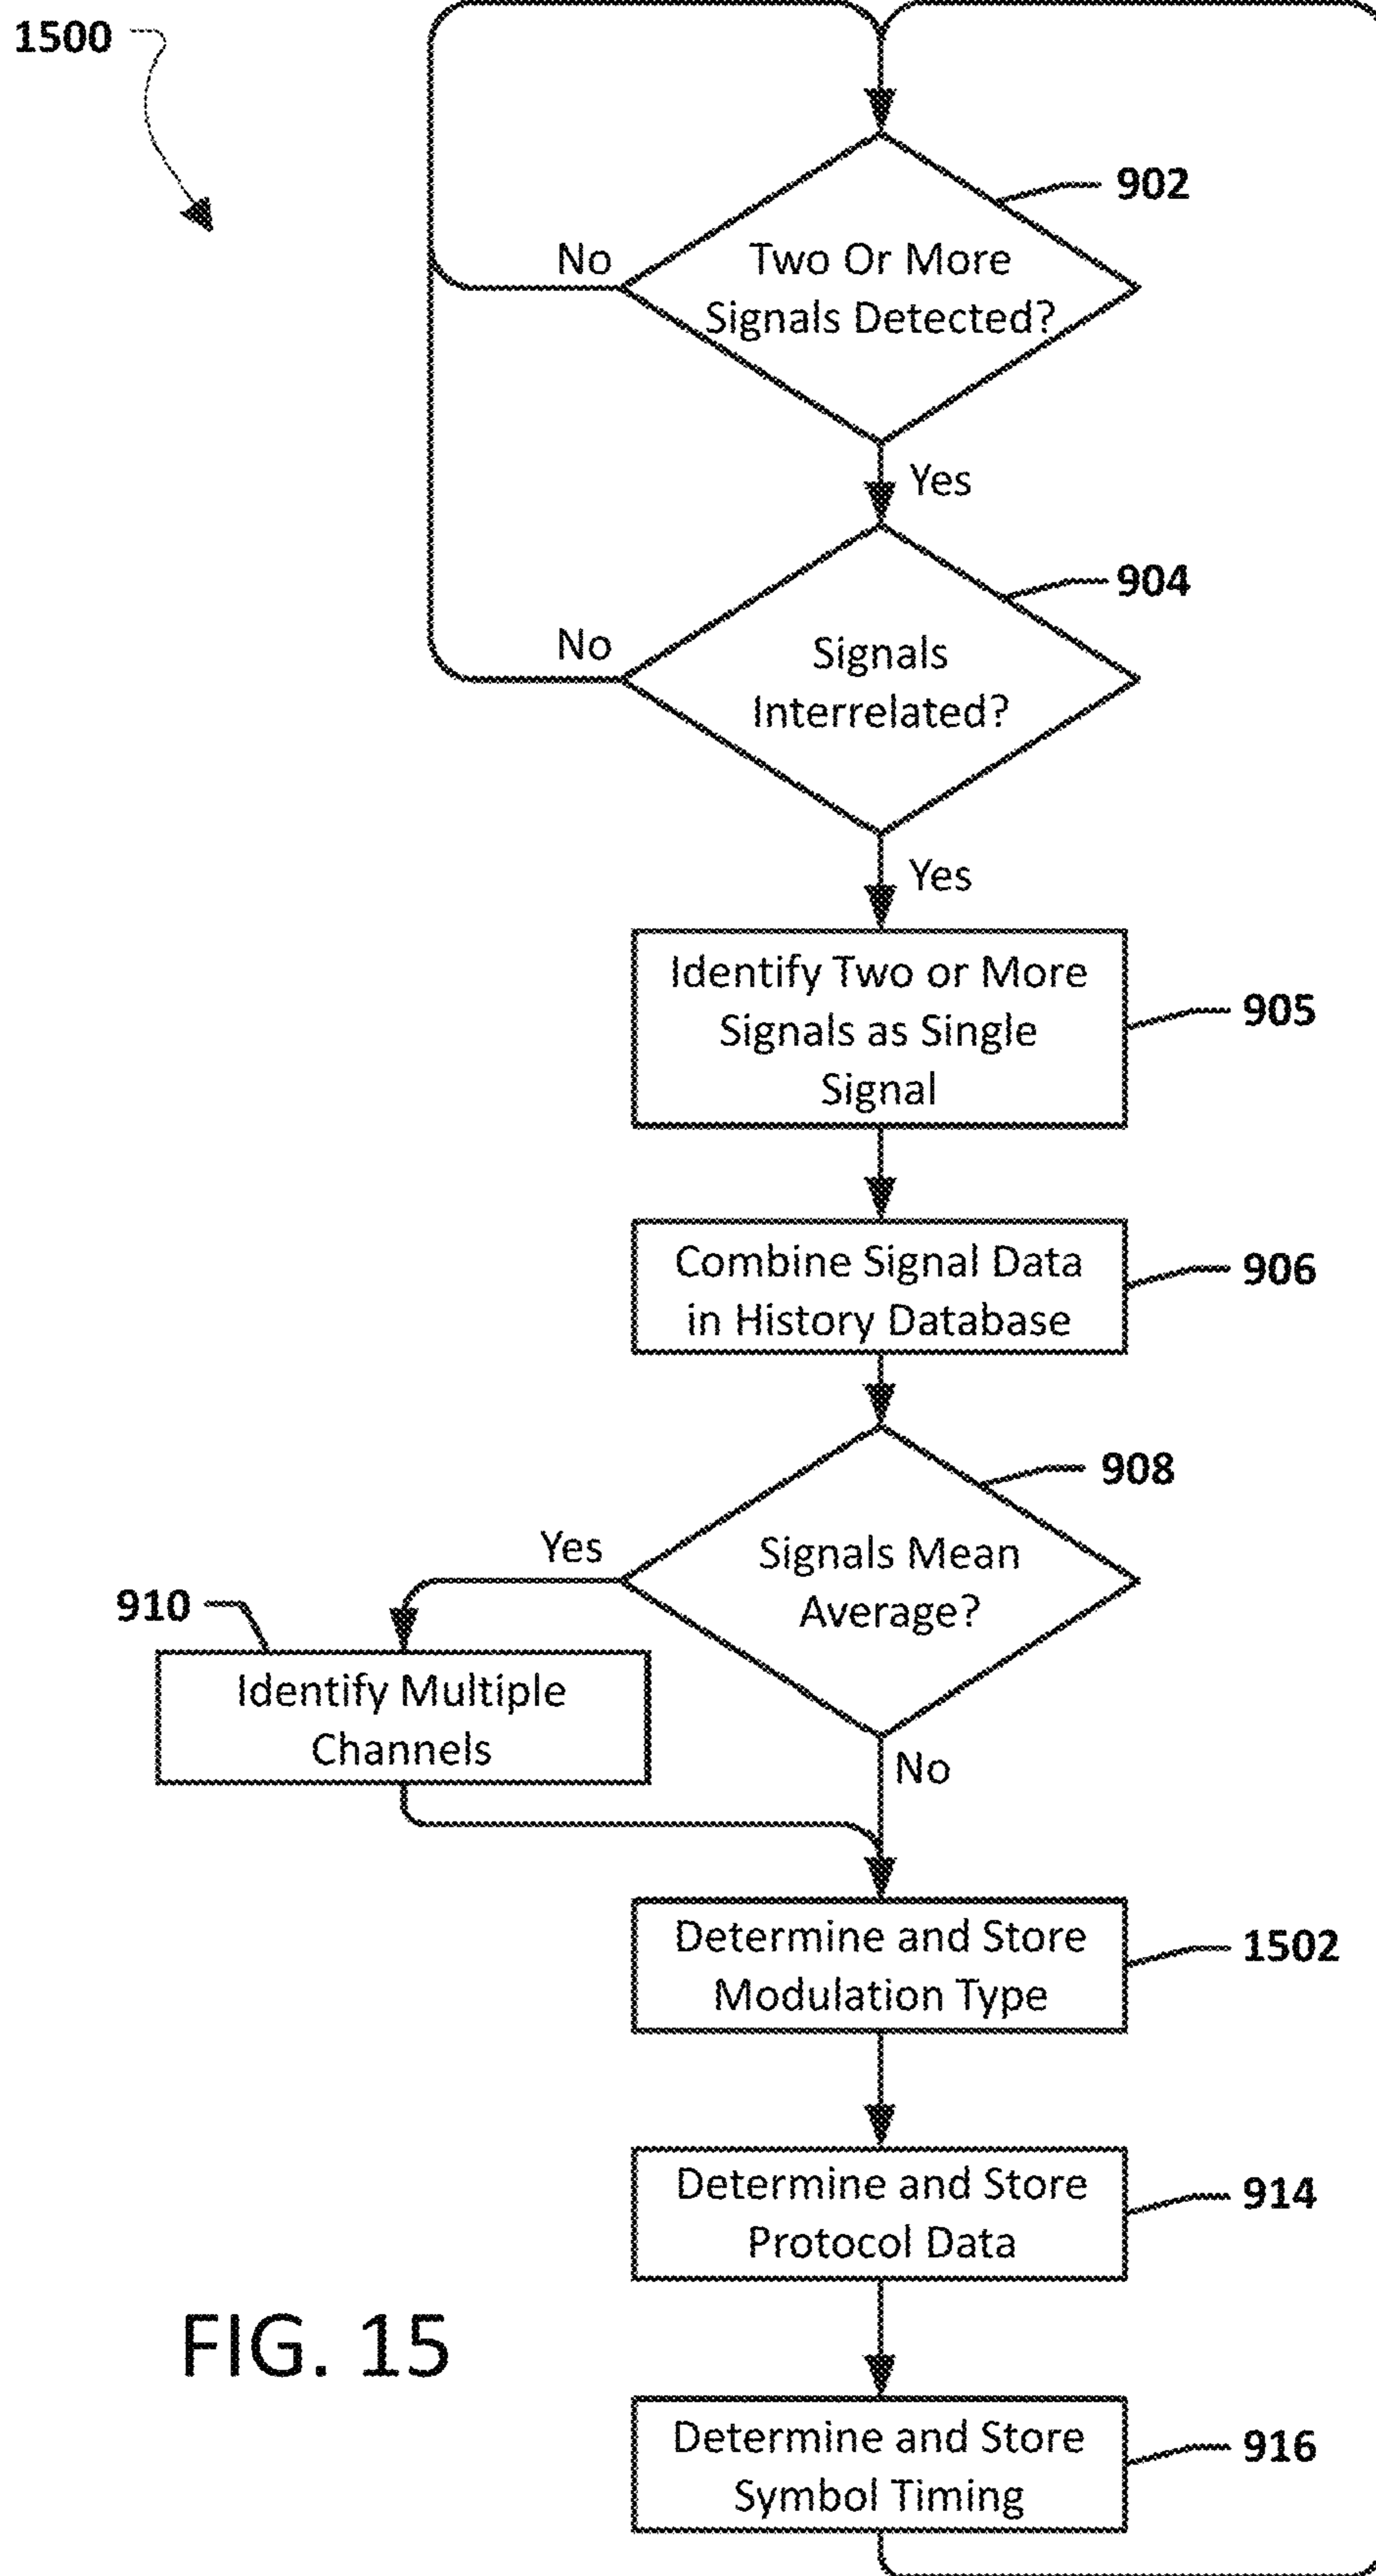 1500
902
No
Two Or More
Signals Detected?
Yes
904
No
Signals
Interrelated?
Yes
Identify Two or More
Signals as Single
Signal
905
Combine Signal Data
in History Database
906
908
Yes
Signals Mean
Average?
910
Identify Multiple
Channels
No
Determine and Store
Modulation Type
1502
Determine and Store
Protocol Data
914
FIG. 15
Determine and Store
Symbol Timing
916